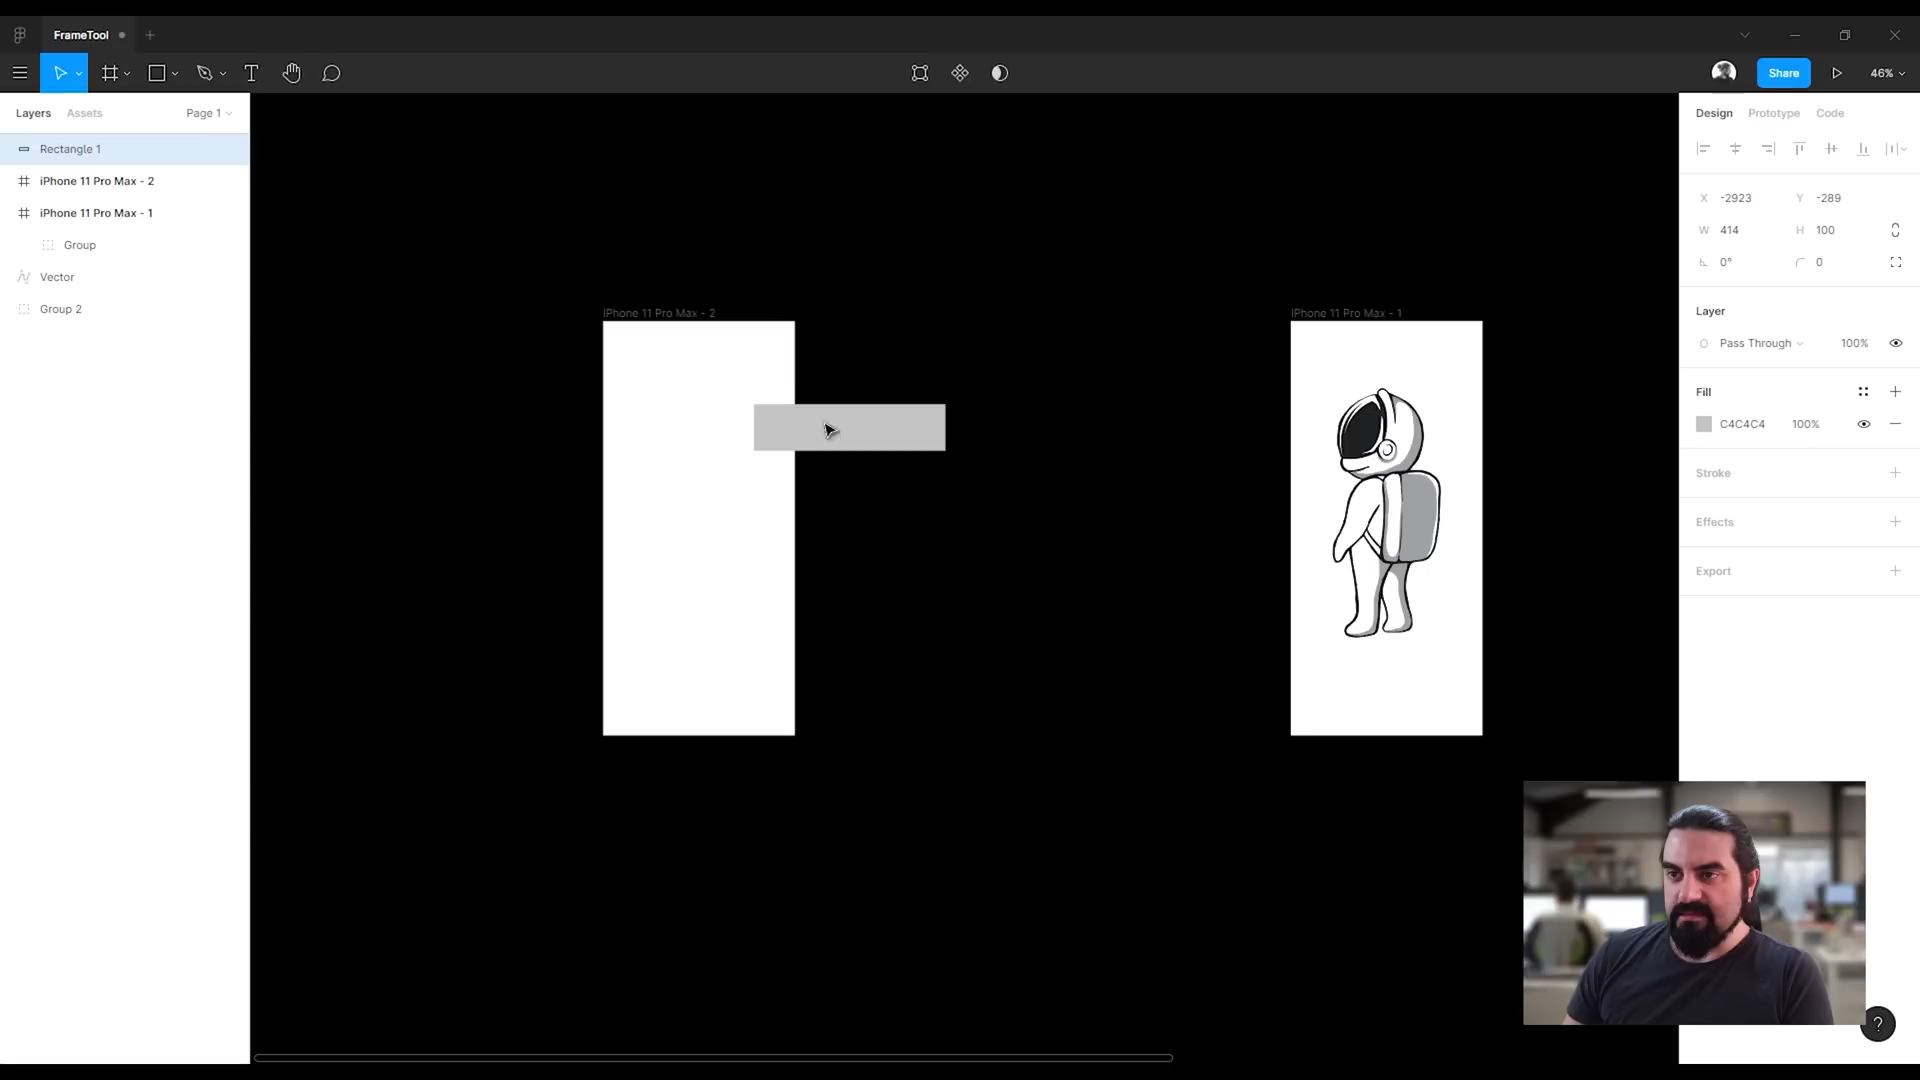 FrameTool
Share
46%
Layers
Assets
Page 1
Rectangle 1
iPhone 11 Pro Max - 2
iPhone 11 Pro Max - 1
Group
Vector
Group 2
iPhone 11 Pro Max - 2
iPhone 11 Pro Max - 1
Design
Prototype
Code
X -2923 Y -289
W 414 H 100
0° 0
Layer
Pass Through 100%
Fill
C4C4C4 100%
Stroke
Effects
Export
?